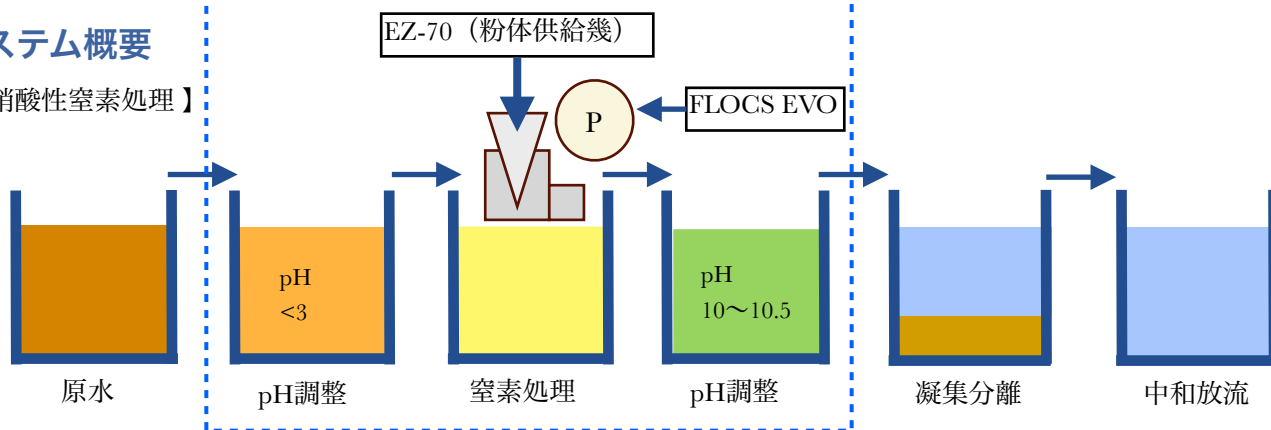 ステム概要
硝酸性窒素処理 】
EZ-70（粉体供給幾）
P
FLOCS EVO
pH
<3
pH
10〜10.5
原水
pH調整
窒素処理
pH調整
凝集分離
中和放流